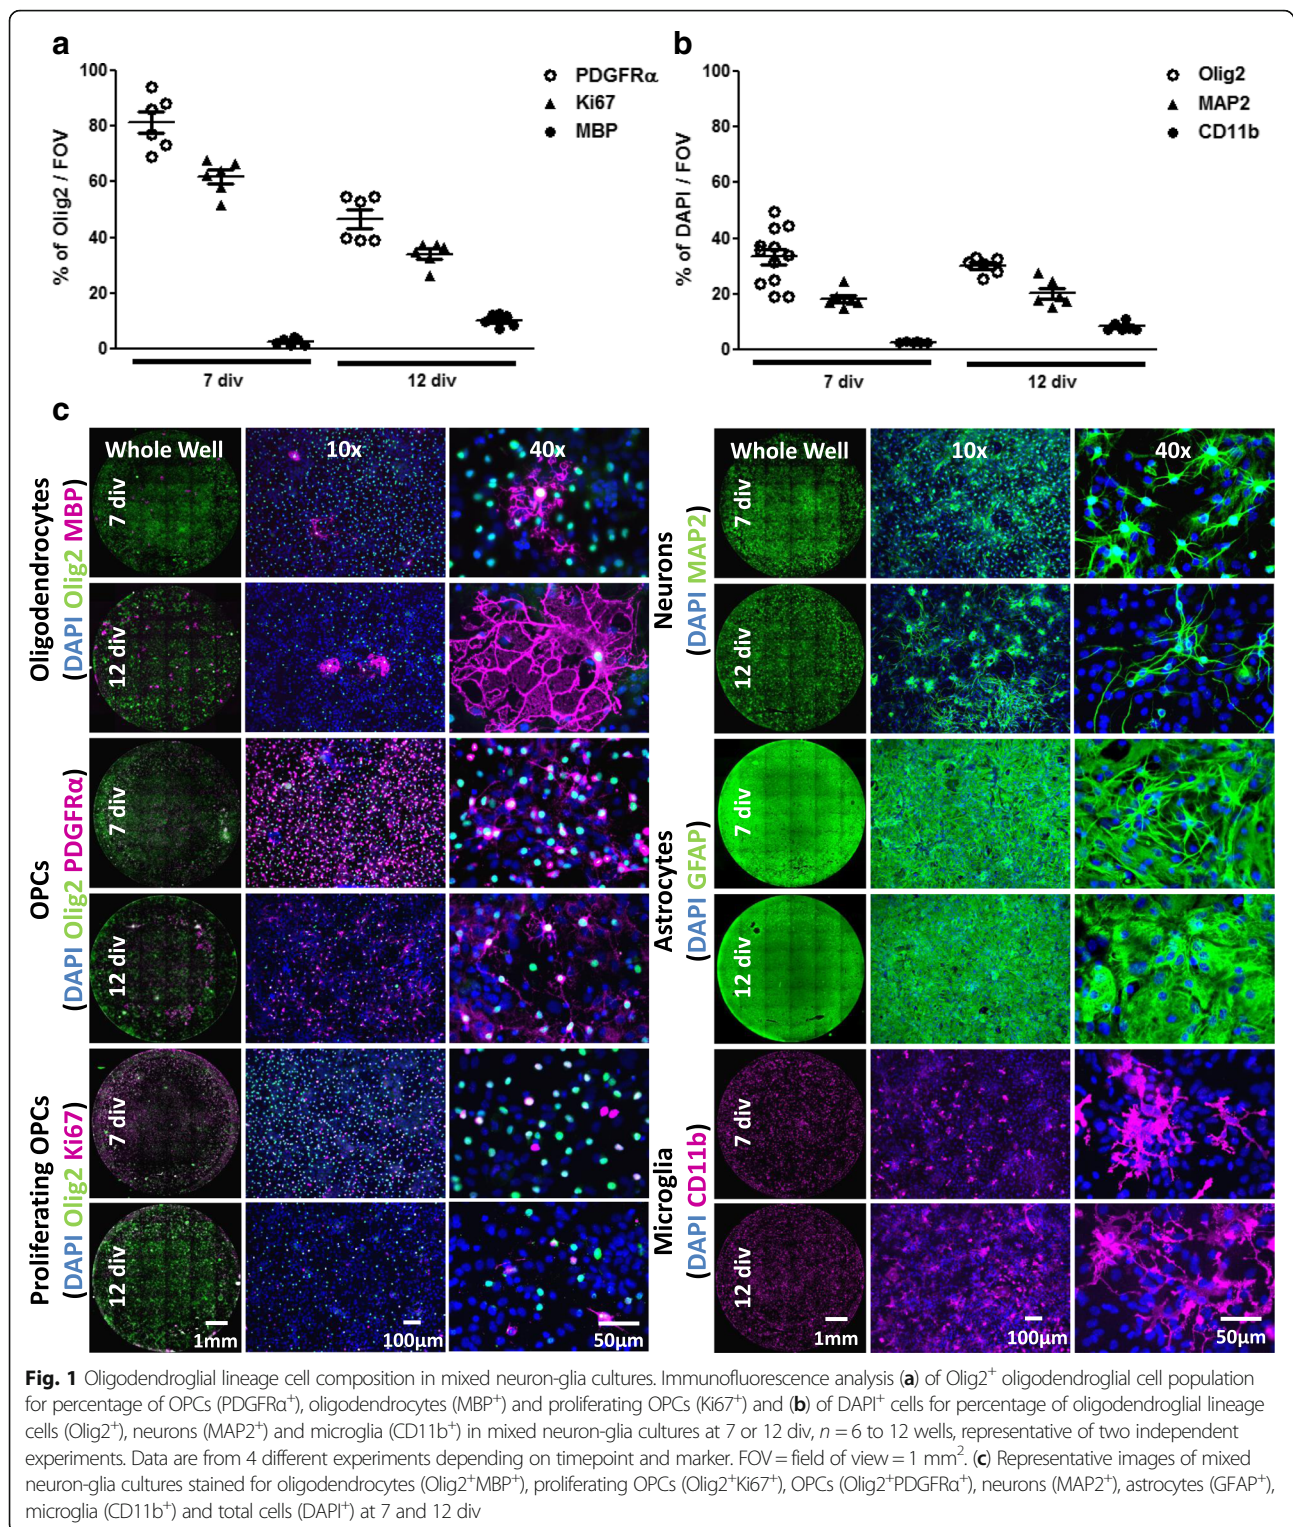 a
100
80
60
40
20
0
% of Olig2 / FOV
PDGFRα
Ki67
MBP
7 div
12 div
b
100
80
60
40
20
0
% of DAPI / FOV
Olig2
MAP2
CD11b
7 div
12 div
c
Whole Well
10x
40x
Oligodendrocytes
(DAPI Olig2 MBP)
7 div
12 div
OPCs
(DAPI Olig2 PDGFRα)
7 div
12 div
Proliferating OPCs
(DAPI Olig2 Ki67)
7 div
12 div
1mm
100µm
50µm
Whole Well
10x
40x
Neurons
(DAPI MAP2)
7 div
12 div
Astrocytes
(DAPI GFAP)
7 div
12 div
Microglia
(DAPI CD11b)
7 div
12 div
1mm
100µm
50µm
Fig. 1 Oligodendroglial lineage cell composition in mixed neuron-glia cultures. Immunofluorescence analysis (a) of Olig2⁺ oligodendroglial cell population
for percentage of OPCs (PDGFRα⁺), oligodendrocytes (MBP⁺) and proliferating OPCs (Ki67⁺) and (b) of DAPI⁺ cells for percentage of oligodendroglial lineage
cells (Olig2⁺), neurons (MAP2⁺) and microglia (CD11b⁺) in mixed neuron-glia cultures at 7 or 12 div, n = 6 to 12 wells, representative of two independent
experiments. Data are from 4 different experiments depending on timepoint and marker. FOV = field of view = 1 mm². (c) Representative images of mixed
neuron-glia cultures stained for oligodendrocytes (Olig2⁺MBP⁺), proliferating OPCs (Olig2⁺Ki67⁺), OPCs (Olig2⁺PDGFRα⁺), neurons (MAP2⁺), astrocytes (GFAP⁺),
microglia (CD11b⁺) and total cells (DAPI⁺) at 7 and 12 div